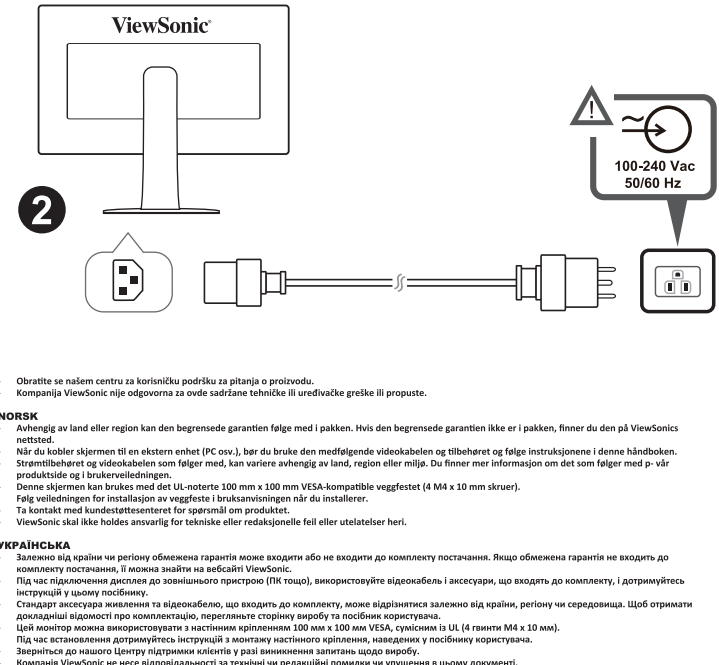 ViewSonic®
100-240 Vac
50/60 Hz
2
- Obratite se našem centru za korisničku podršku za pitanja o proizvodu.
- Kompanija ViewSonic nije odgovorna za ovde sadržane tehničke ili uređivačke greške ili propuste.
NORSK
- Avhengig av land eller region kan den begrensede garantien følge med i pakken. Hvis den begrensede garantien ikke er i pakken, finner du den på ViewSonics
nettsted.
- Når du kobler skjermen til en ekstern enhet (PC osv.), bør du bruke den medfølgende videokabelen og tilbehøret og følge instruksjonene i denne håndboken.
- Strømtilbehøret og videokabelen som følger med, kan variere avhengig av land, region eller miljø. Du finner mer informasjon om det som følger med p- vår
produktside og i brukerveiledningen.
- Denne skjermen kan brukes med det UL-noterte 100 mm x 100 mm VESA-kompatible veggfestet (4 M4 x 10 mm skruer).
Følg veiledningen for installasjon av veggfeste i bruksanvisningen når du installerer.
- Ta kontakt med kundestøttesenteret for spørsmål om produktet.
- ViewSonic skal ikke holdes ansvarlig for tekniske eller redaksjonelle feil eller utelatelser heri.
УКРАЇНСЬКА
- Залежно від країни чи регіону обмежена гарантія може входити або не входити до комплекту постачання. Якщо обмежена гарантія не входить до
комплекту постачання, її можна знайти на вебсайті ViewSonic.
- Під час підключення дисплея до зовнішнього пристрою (ПК тощо), використовуйте відеокабель і аксесуари, що входять до комплекту, і дотримуйтесь
інструкцій у цьому посібнику.
- Стандарт аксесуара живлення та відеокабелю, що входить до комплекту, може відрізнятися залежно від країни, регіону чи середовища. Щоб отримати
докладніші відомості про комплектацію, перегляньте сторінку виробу та посібник користувача.
- Цей монітор можна використовувати з настінним кріпленням 100 мм x 100 мм VESA, сумісним із UL (4 гвинти M4 x 10 мм).
Під час встановлення дотримуйтесь інструкцій з монтажу настінного кріплення, наведених у посібнику користувача.
- Зверніться до нашого Центру підтримки клієнтів у разі виникнення запитань щодо виробу.
- Компанія ViewSonic не несе відповідальності за технічні чи редакційні помилки чи упущення в цьому документі.